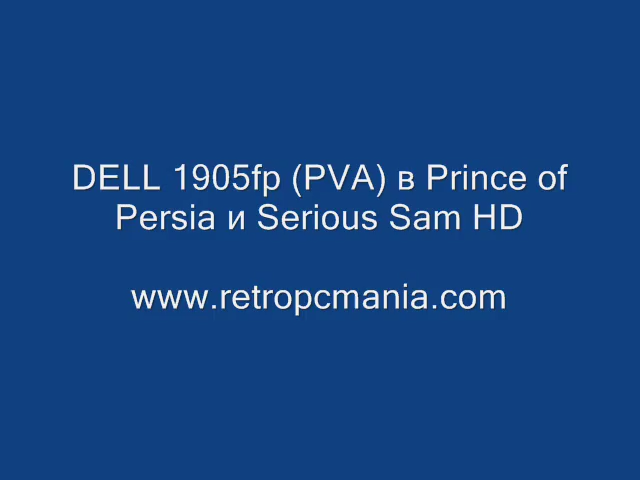 DELL 1905fp (PVA) в Prince of
Persia и Serious Sam HD
www.retropcmania.com